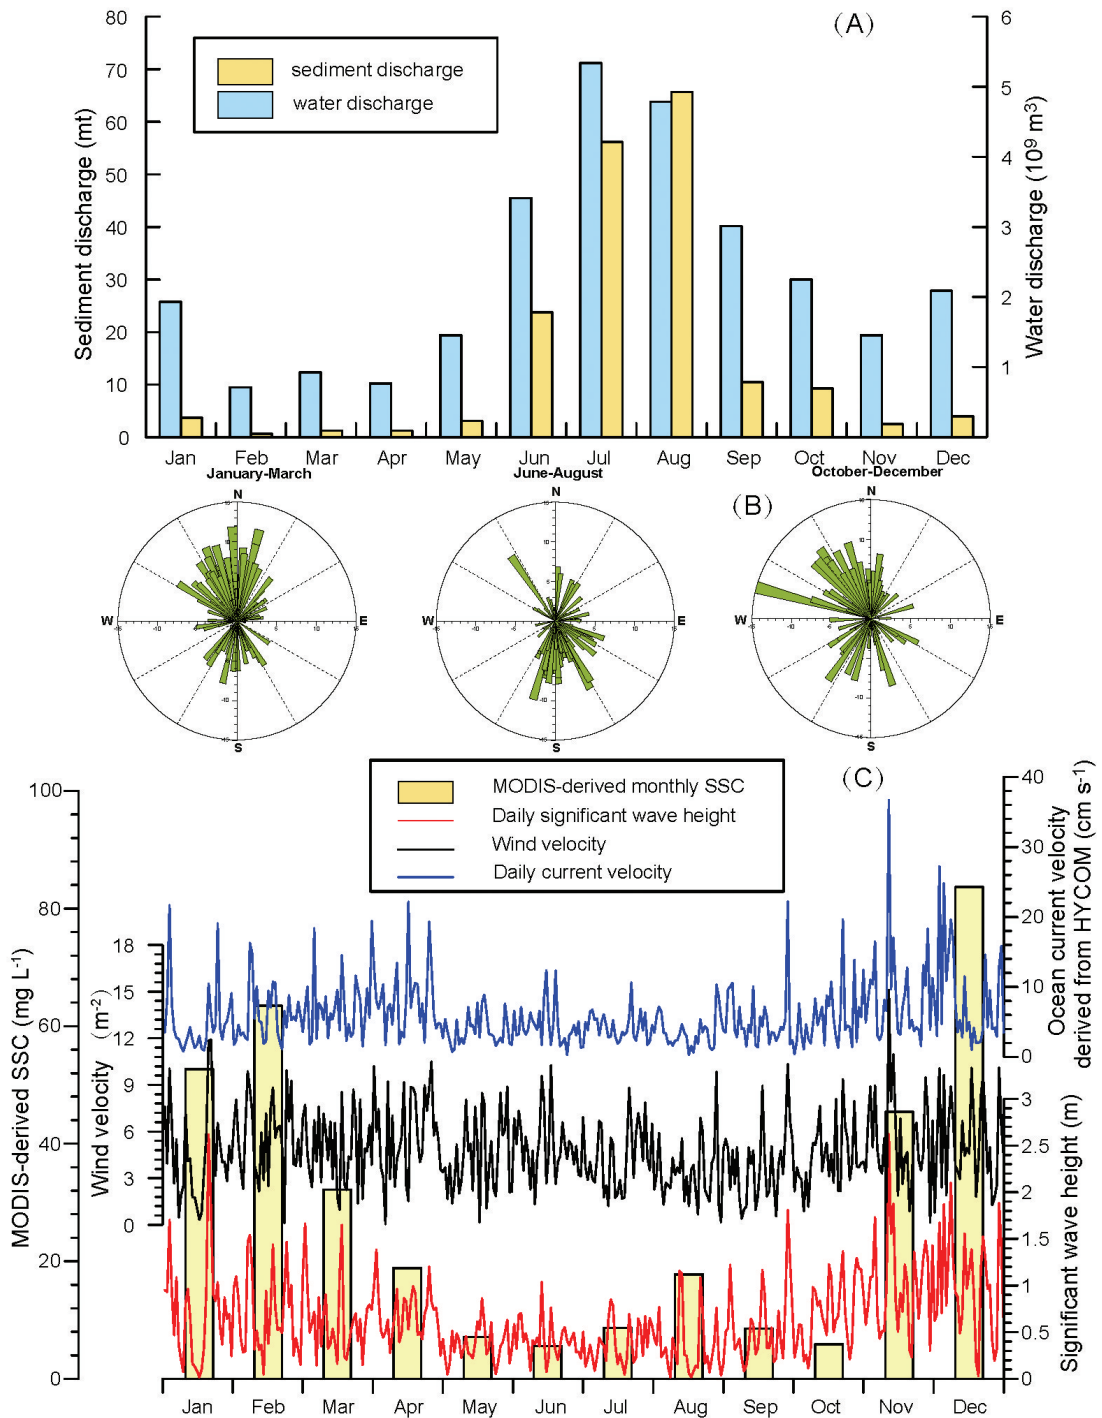 (A)
80
70
60
50
40
30
20
10
0
Sediment discharge (mt)
sediment discharge
water discharge
6
5
4
3
2
1
Water discharge (10⁹ m³)
Jan Feb Mar Apr May Jun Jul Aug Sep Oct Nov Dec
January-March June-August October-December
(B)
N
W E
S
N
W E
S
N
W E
S
(C)
MODIS-derived monthly SSC
Daily significant wave height
Wind velocity
Daily current velocity
100
80
60
40
20
0
MODIS-derived SSC (mg L⁻¹)
18
15
12
9
6
3
0
Wind velocity (m⁻²)
40
30
20
10
0
Ocean current velocity
derived from HYCOM (cm s⁻¹)
3
2.5
2
1.5
1
0.5
0
Significant wave height (m)
Jan Feb Mar Apr May Jun Jul Aug Sep Oct Nov Dec